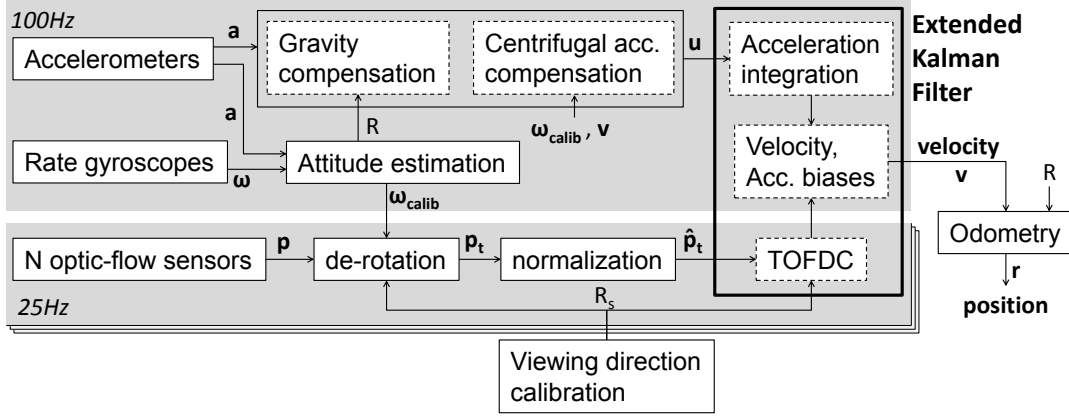 100Hz
Accelerometers
a
a
Gravity
compensation
Centrifugal acc.
compensation
u
Acceleration
integration
Extended
Kalman
Filter
R
ω_calib , v
Rate gyroscopes
ω
Attitude estimation
Velocity,
Acc. biases
velocity
v
R
ω_calib
N optic-flow sensors
p
de-rotation
p_t
normalization
p̂_t
TOFDC
Odometry
25Hz
R_s
r
position
Viewing direction
calibration